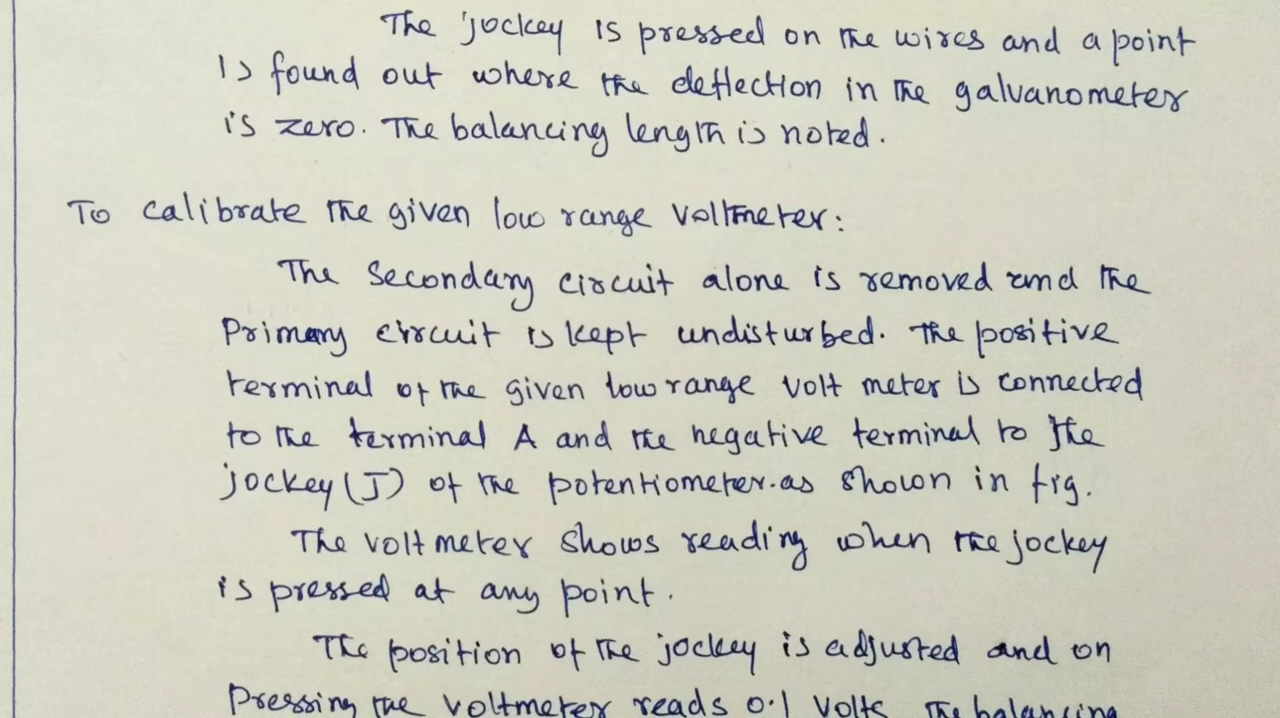 The jockey is pressed on the wires and a point
is found out where the deflection in the galvanometer
is zero. The balancing length is noted.
To calibrate the given low range voltmeter:
The secondary circuit alone is removed and the
Primary circuit is kept undisturbed. The positive
terminal of the given low range volt meter is connected
to the terminal A and the negative terminal to the
jockey (J) of the potentiometer. as shown in fig.
The volt meter shows reading when the jockey
is pressed at any point.
The position of the jockey is adjusted and on
Pressing the voltmeter reads 0.1 volts. The balancing